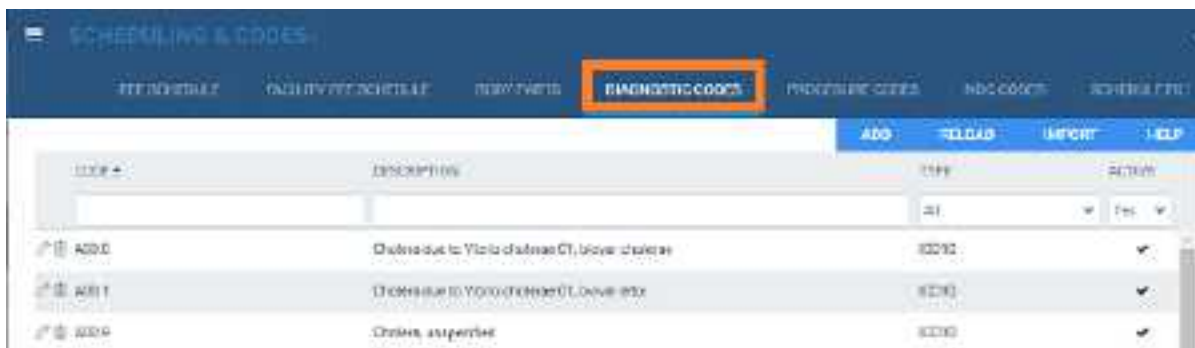 SCHEDULING & CODES
FEE SCHEDULE FACILITY FEE SCHEDULE BODY PARTS DIAGNOSTIC CODES PROCEDURE CODES NDC CODES
ADD RELOAD IMPORT HELP
CODE DESCRIPTION TYPE ACTIVE
All Yes
A00.0 Cholera due to Vibrio cholerae 01, biovar cholerae ICD10
A00.1 Cholera due to Vibrio cholerae 01, biovar eltor ICD10
A00.9 Cholera, unspecified ICD10